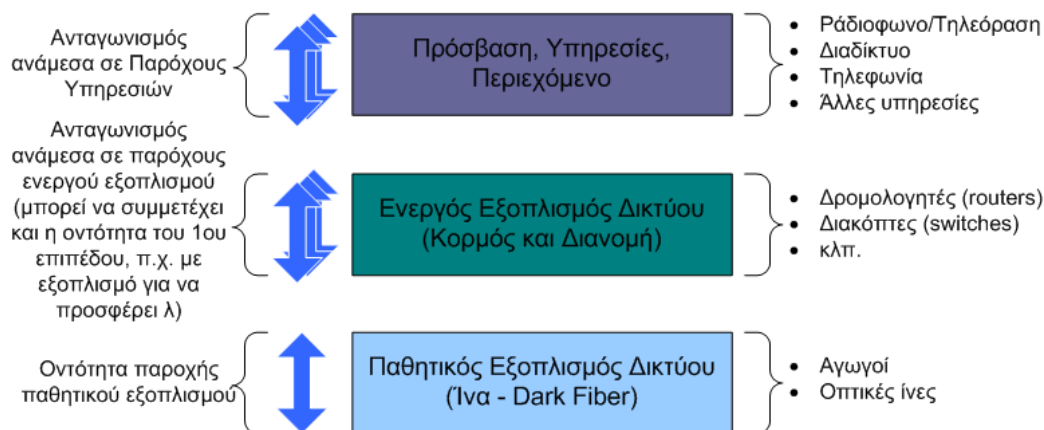 Ανταγωνισμός
ανάμεσα σε Παρόχους
Υπηρεσιών
Πρόσβαση, Υπηρεσίες,
Περιεχόμενο
• Ράδιοφωνο/Τηλεόραση
• Διαδίκτυο
• Τηλεφωνία
• Άλλες υπηρεσίες
Ανταγωνισμός
ανάμεσα σε παρόχους
ενεργού εξοπλισμού
(μπορεί να συμμετέχει
και η οντότητα του 1ου
επιπέδου, π.χ. με
εξοπλισμό για να
προσφέρει λ)
Ενεργός Εξοπλισμός Δικτύου
(Κορμός και Διανομή)
• Δρομολογητές (routers)
• Διακόπτες (switches)
• κλπ.
Οντότητα παροχής
παθητικού εξοπλισμού
Παθητικός Εξοπλισμός Δικτύου
(Ίνα - Dark Fiber)
• Αγωγοί
• Οπτικές ίνες